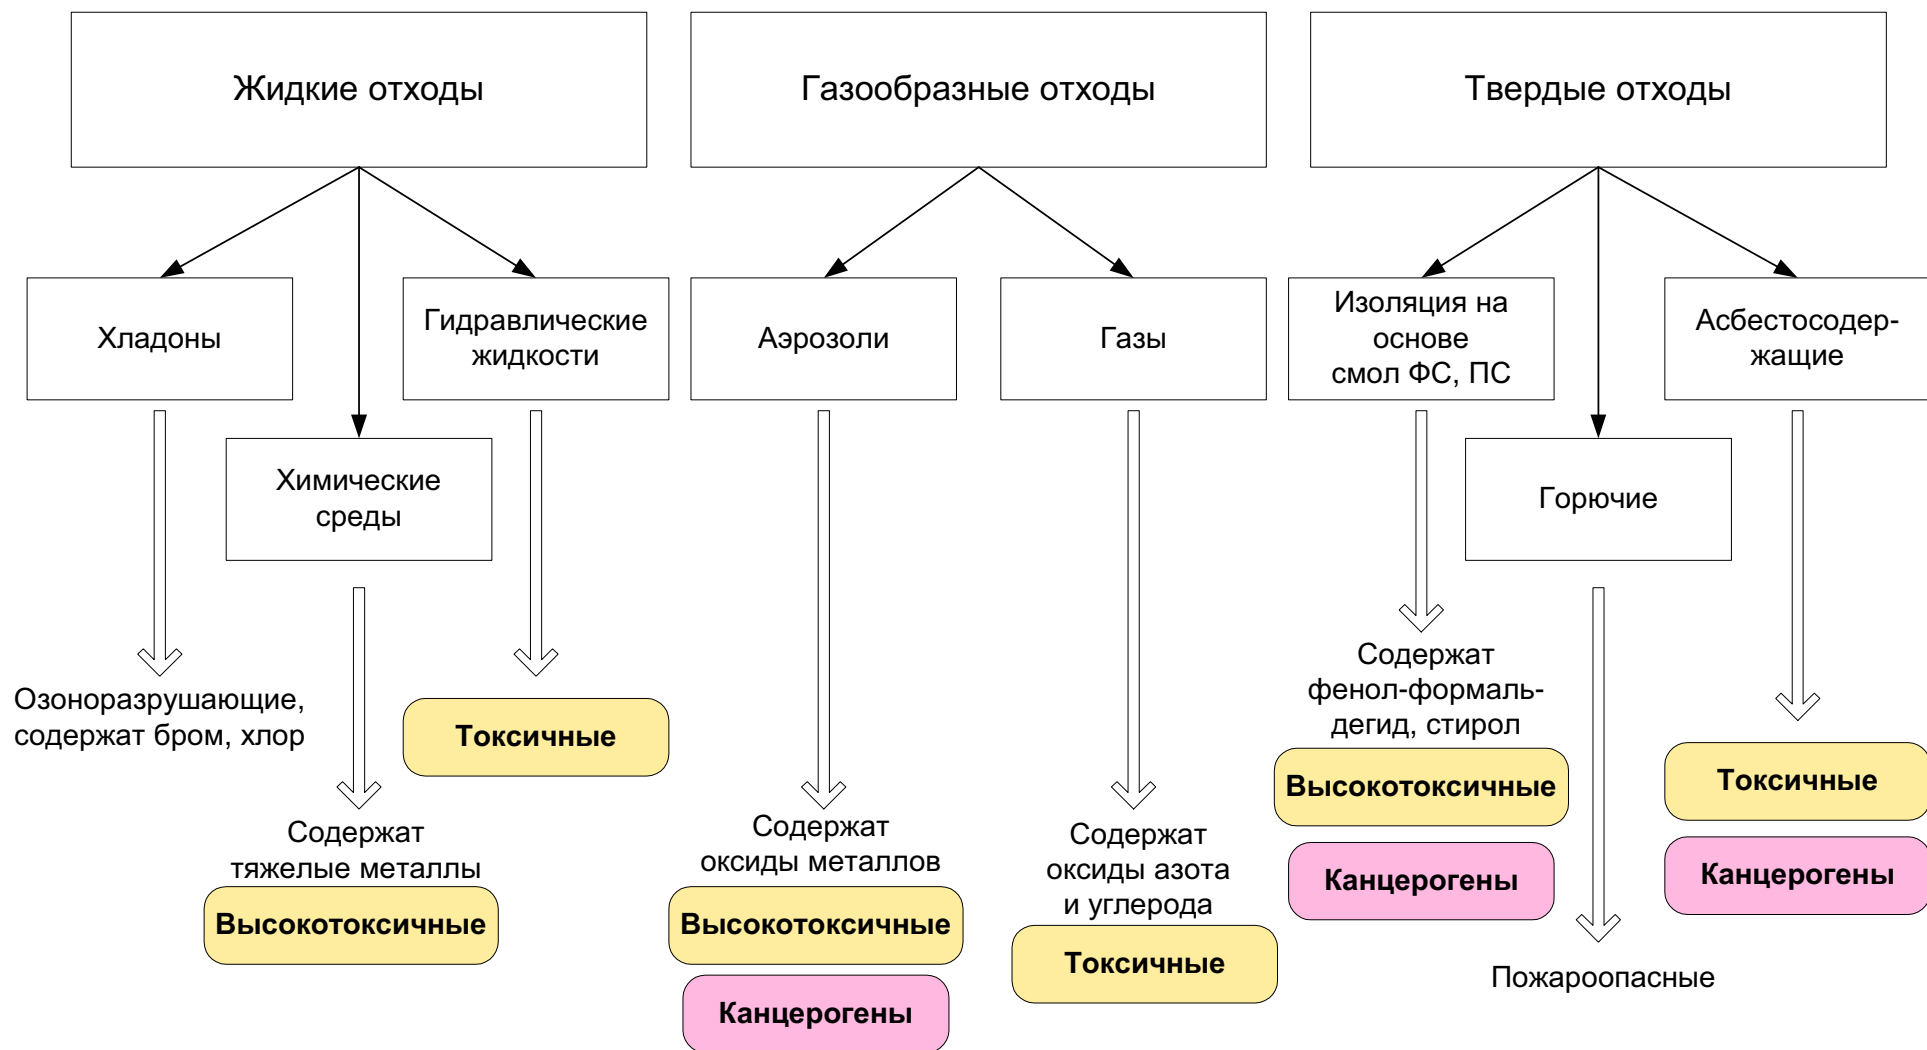 Жидкие отходы
Газообразные отходы
Твердые отходы
Хладоны
Гидравлические
жидкости
Аэрозоли
Газы
Изоляция на
основе
смол ФС, ПС
Асбестосодер-
жащие
Химические
среды
Горючие
Озоноразрушающие,
содержат бром, хлор
Токсичные
Содержат
тяжелые металлы
Высокотоксичные
Содержат
оксиды металлов
Высокотоксичные
Канцерогены
Содержат
оксиды азота
и углерода
Токсичные
Содержат
фенол-формаль-
дегид, стирол
Высокотоксичные
Канцерогены
Пожароопасные
Токсичные
Канцерогены